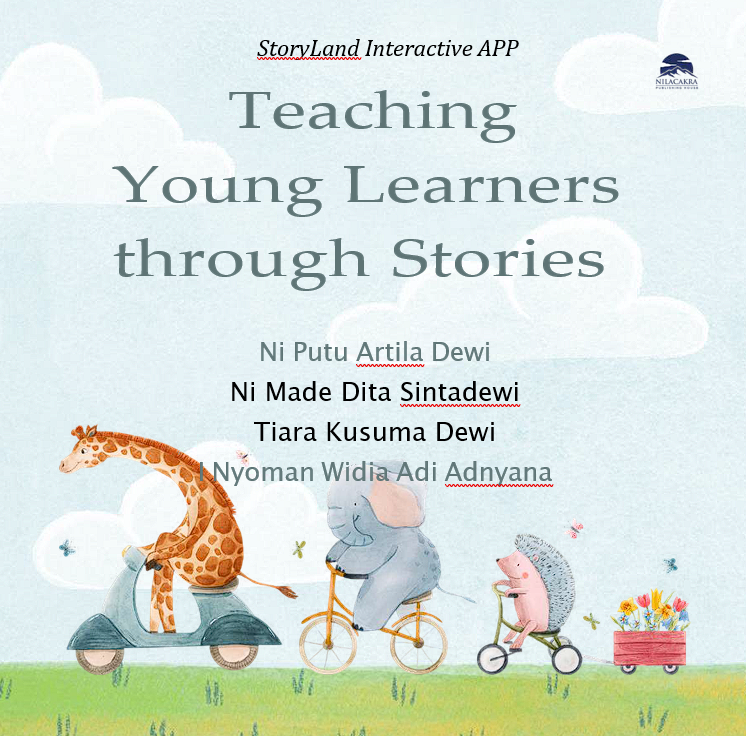 StoryLand Interactive APP
NILACAKRA
PUBLISHING HOUSE
Teaching
Young Learners
through Stories
Ni Putu Artila Dewi
Ni Made Dita Sintadewi
Tiara Kusuma Dewi
I Nyoman Widia Adi Adnyana